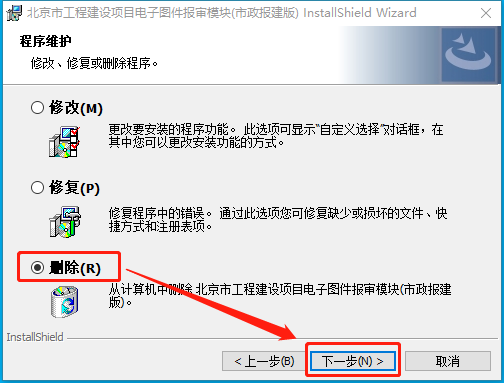 北京市工程建设项目电子图件报审模块(市政报建版) InstallShield Wizard
程序维护
修改、修复或删除程序。
修改(M)
更改要安装的程序功能。 此选项可显示“自定义选择”对话框，在
其中您可以更改安装功能的方式。
修复(P)
修复程序中的错误。 通过此选项您可修复缺少或损坏的文件、快
捷方式和注册表项。
删除(R)
从计算机中删除 北京市工程建设项目电子图件报审模块(市政报建
版)。
InstallShield
< 上一步(B)
下一步(N) >
取消